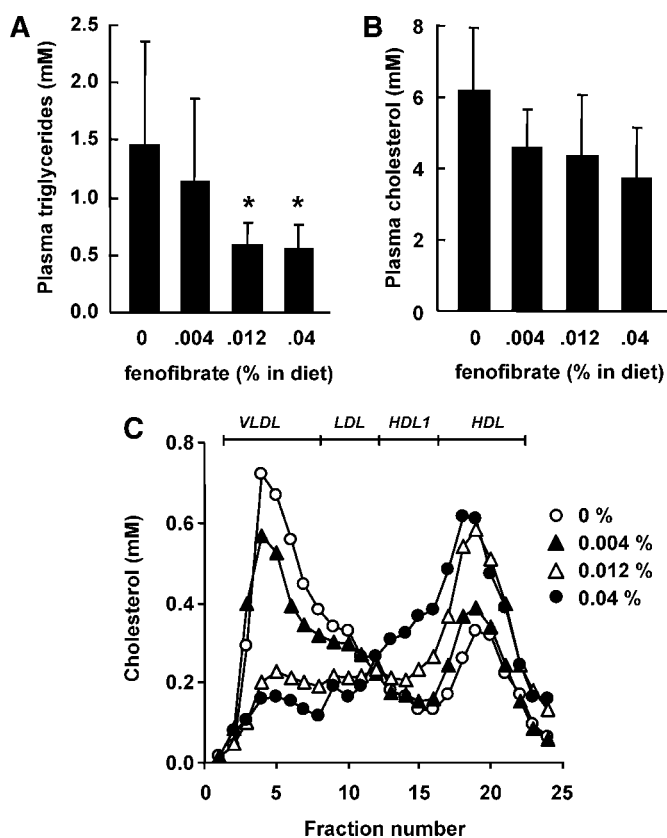 A
Plasma triglycerides (mM)
2.5
2.0
1.5
1.0
0.5
0.0
* *
0 .004 .012 .04
fenofibrate (% in diet)
B
Plasma cholesterol (mM)
8
6
4
2
0
0 .004 .012 .04
fenofibrate (% in diet)
C
VLDL LDL HDL1 HDL
Cholesterol (mM)
0.8
0.6
0.4
0.2
0.0
0 5 10 15 20 25
Fraction number
0 %
0.004 %
0.012 %
0.04 %